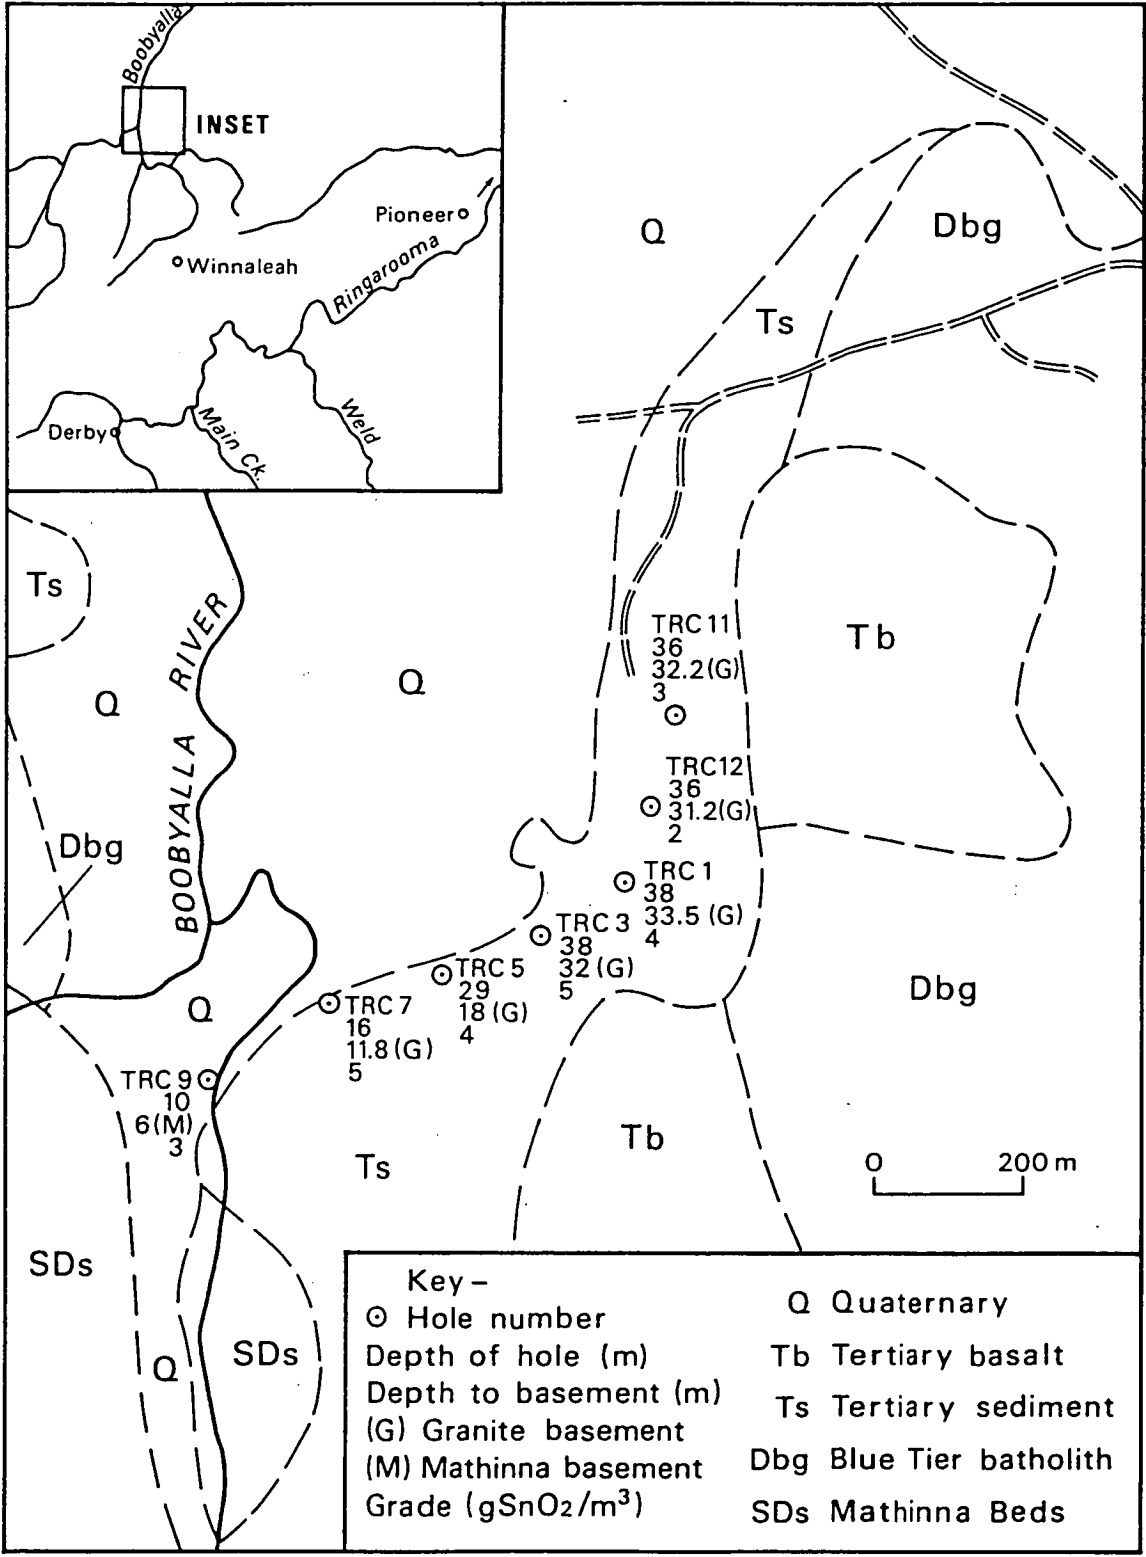 Boobyalla
INSET
Pioneer
Winnaleah
Ringarooma
Main Ck.
Weld
Derby
Q
Dbg
Ts
Ts
BOOBYALLA RIVER
Q
Q
TRC 11
36
32.2 (G)
3
Tb
TRC12
36
31.2(G)
2
Dbg
TRC 1
38
33.5 (G)
4
TRC 3
38
32 (G)
5
TRC 5
29
18 (G)
4
Dbg
Q
TRC 7
16
11.8 (G)
5
TRC 9
10
6 (M)
3
Tb
Ts
0 200 m
SDs
Q
SDs
Key –
Hole number
Depth of hole (m)
Depth to basement (m)
(G) Granite basement
(M) Mathinna basement
Grade (gSnO2/m³)
Q Quaternary
Tb Tertiary basalt
Ts Tertiary sediment
Dbg Blue Tier batholith
SDs Mathinna Beds